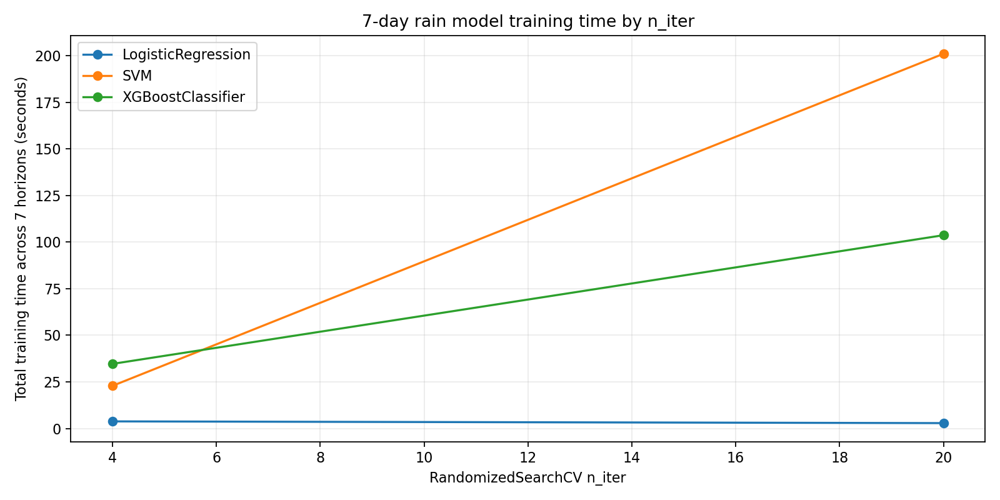 7-day rain model training time by n_iter
LogisticRegression
SVM
XGBoostClassifier
Total training time across 7 horizons (seconds)
200
175
150
125
100
75
50
25
0
4 6 8 10 12 14 16 18 20
RandomizedSearchCV n_iter